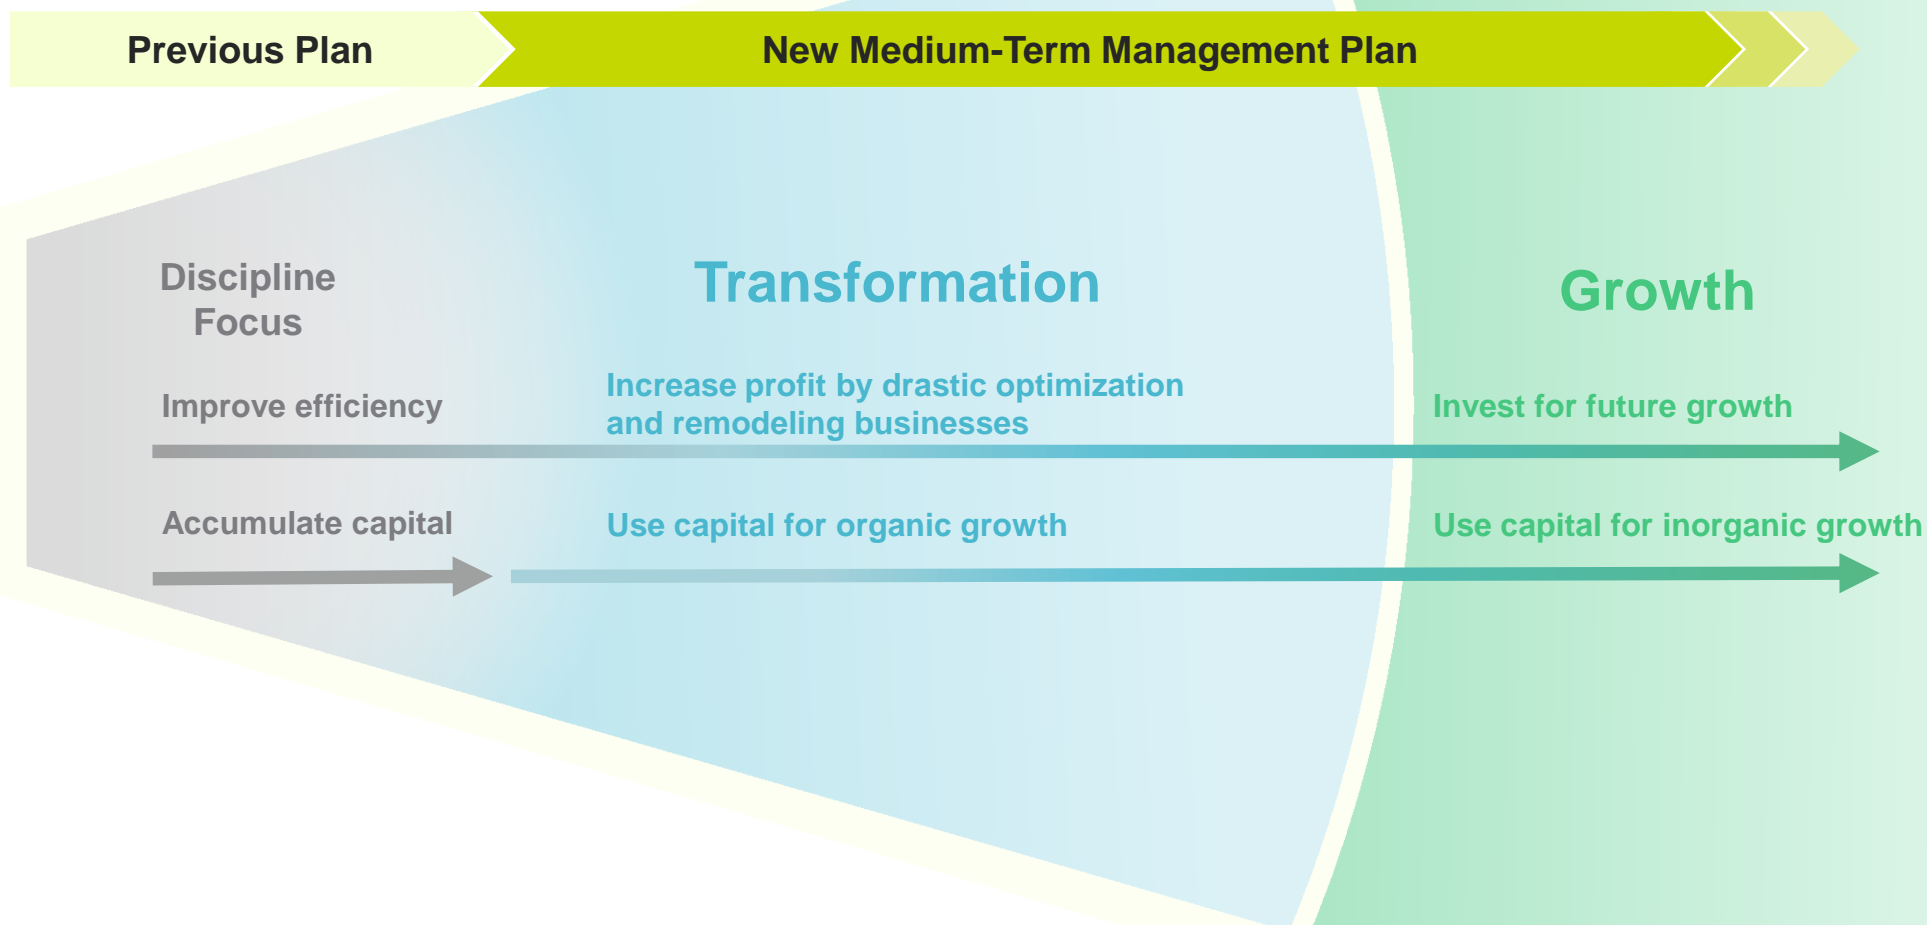 Previous Plan
New Medium-Term Management Plan
Discipline
Focus
Transformation
Growth
Improve efficiency
Increase profit by drastic optimization
and remodeling businesses
Invest for future growth
Accumulate capital
Use capital for organic growth
Use capital for inorganic growth